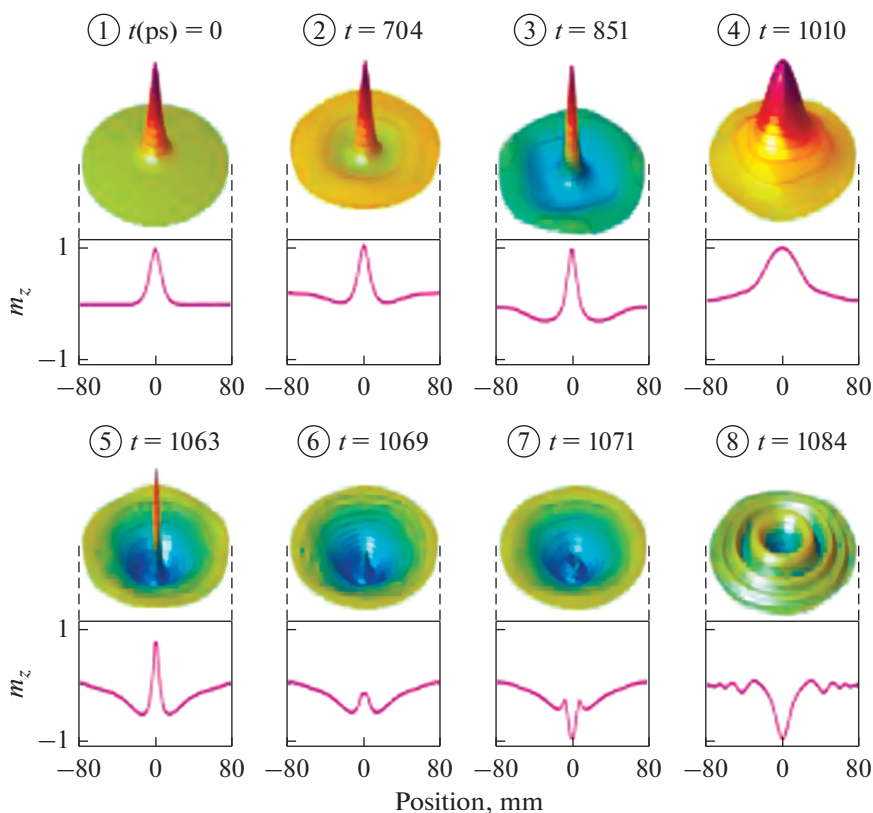 ① t(ps) = 0 ② t = 704 ③ t = 851 ④ t = 1010
1
m_z
−1
−80 0 80 −80 0 80 −80 0 80 −80 0 80
⑤ t = 1063 ⑥ t = 1069 ⑦ t = 1071 ⑧ t = 1084
1
m_z
−1
−80 0 80 −80 0 80 −80 0 80 −80 0 80
Position, mm